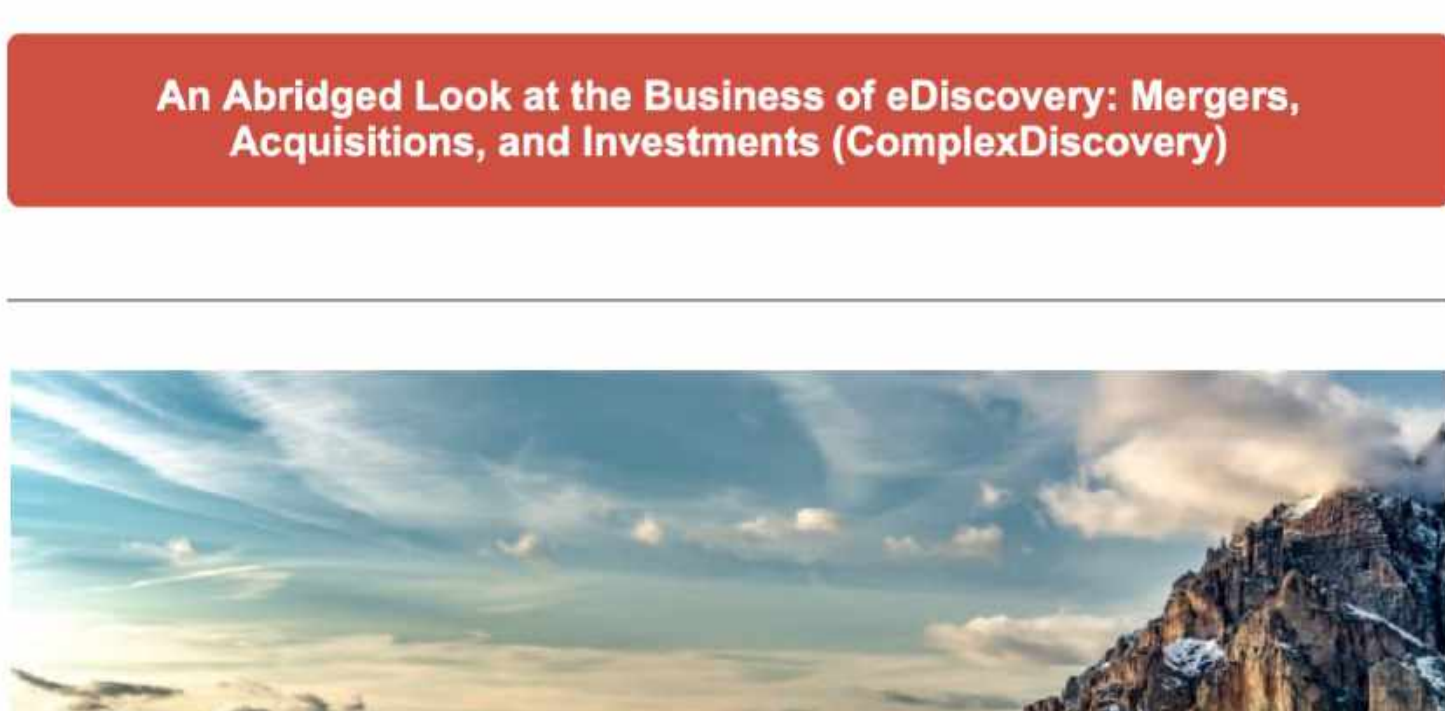 An Abridged Look at the Business of eDiscovery: Mergers,
Acquisitions, and Investments (ComplexDiscovery)